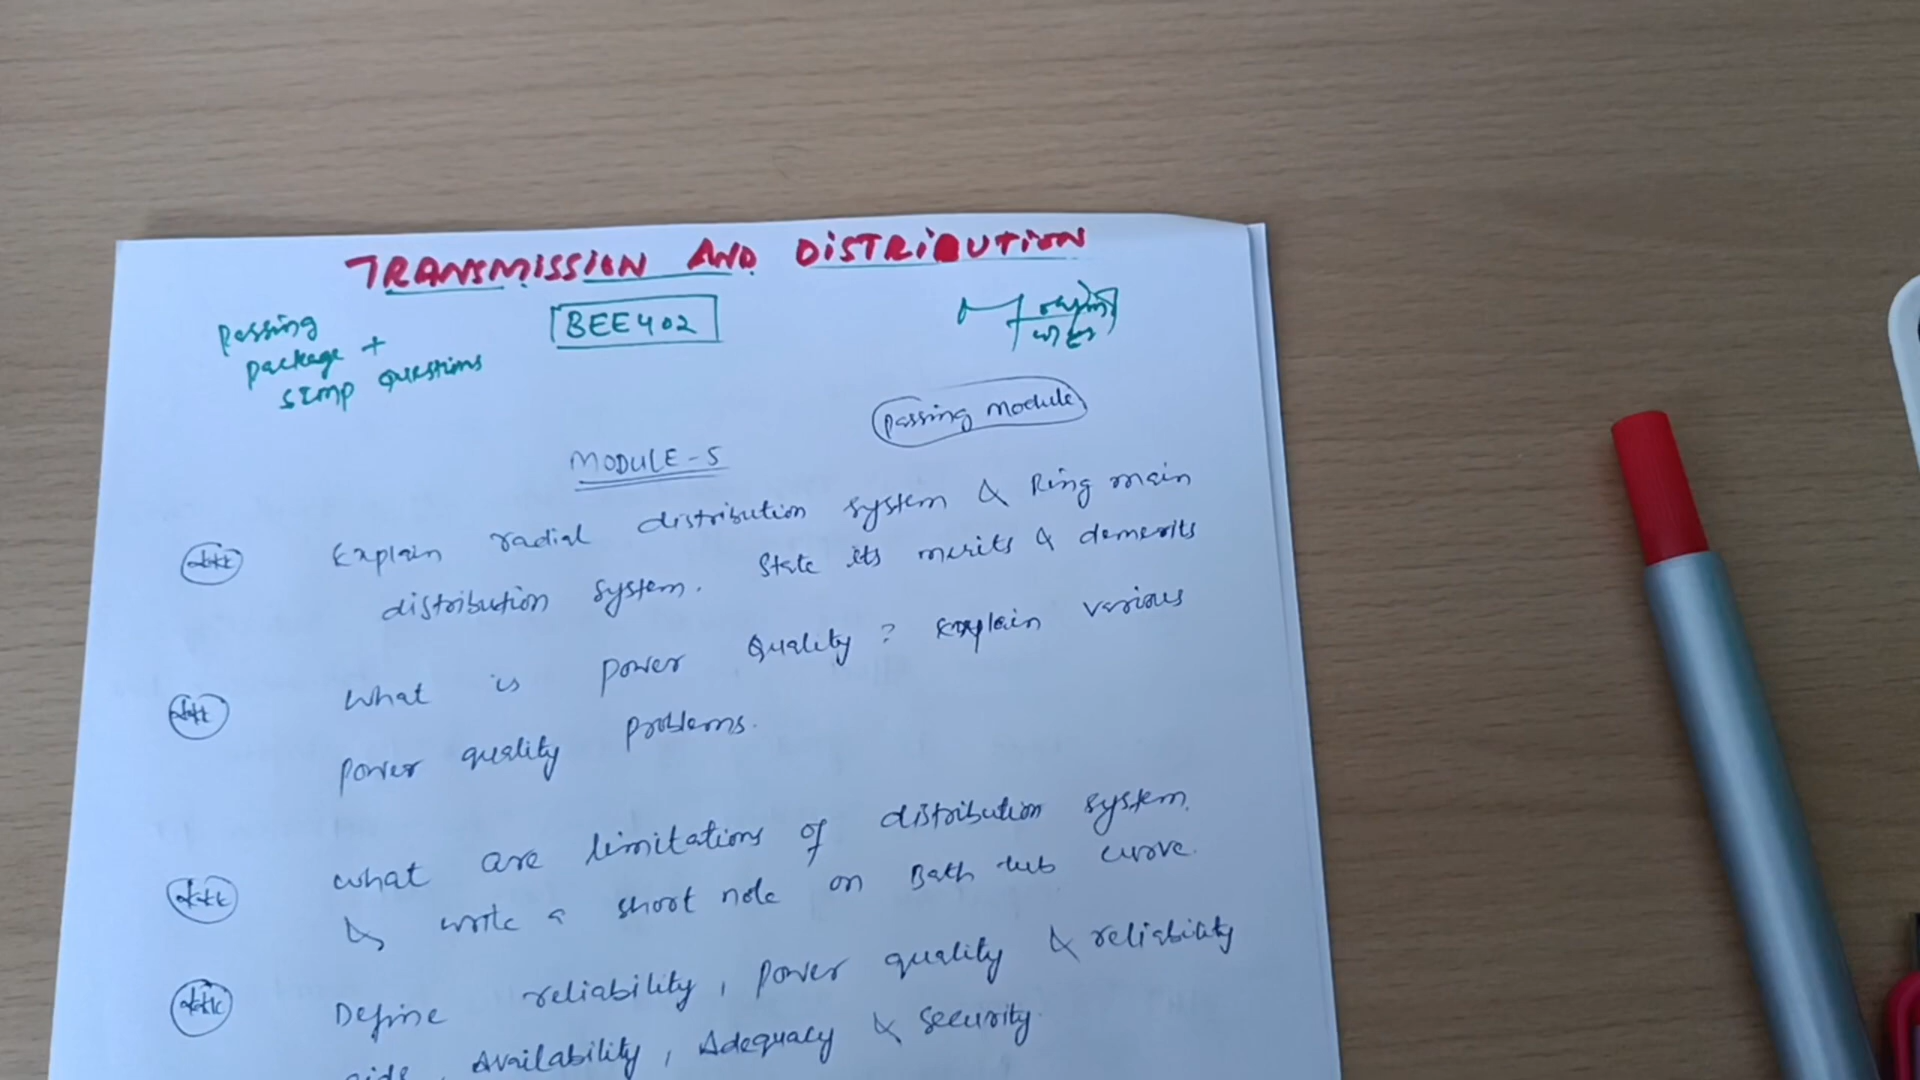 TRANSMISSION AND DISTRIBUTION
Passing
package +
SIMP Questions
BEE402
Passing module
MODULE-5
Explain radial distribution system & Ring main
distribution system. State its merits & demerits
What is power Quality? Explain various
power quality problems.
What are limitations of distribution system.
& write a short note on Bath tub curve.
Define reliability, power quality & reliability
aids, Availability, Adequacy & security.